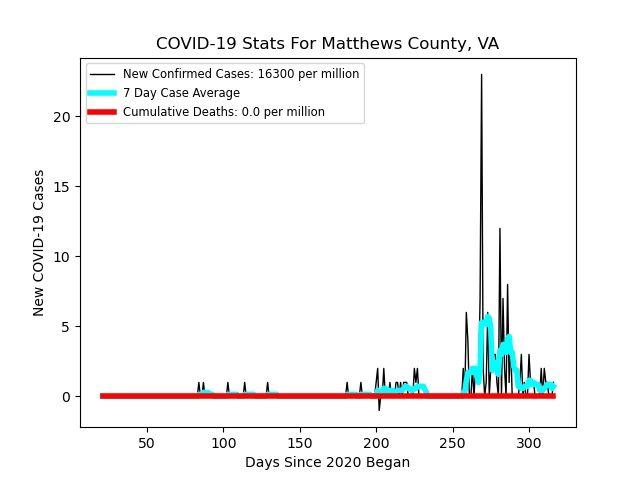 COVID-19 Stats For Matthews County, VA
New Confirmed Cases: 16300 per million
7 Day Case Average
Cumulative Deaths: 0.0 per million
New COVID-19 Cases
20
15
10
5
0
50 100 150 200 250 300
Days Since 2020 Began